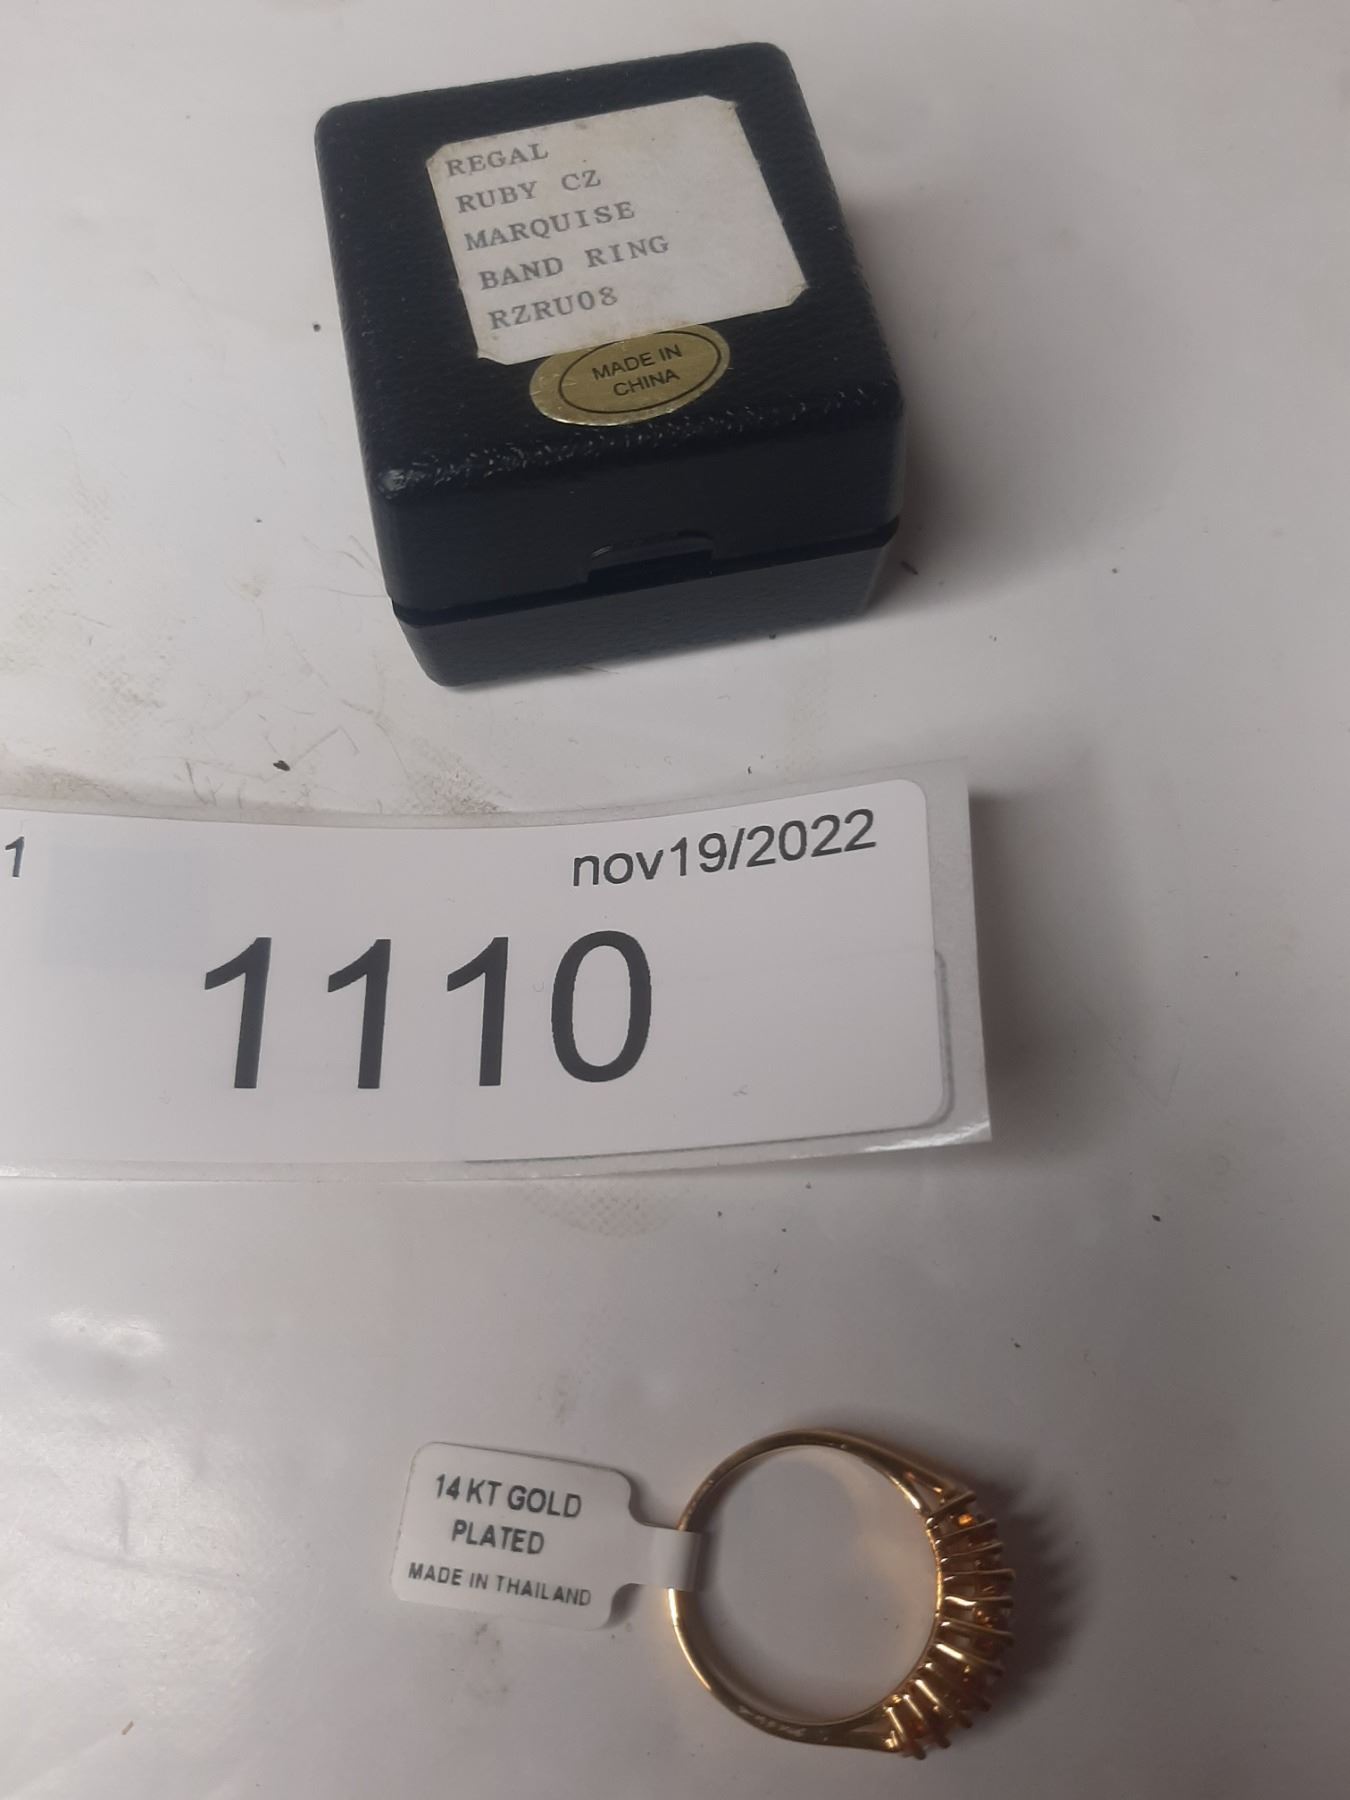 REGAL
RUBY CZ
MARQUISE
BAND RING
RZRU08
MADE IN
CHINA
1 nov19/2022
1110
14 KT GOLD
PLATED
MADE IN THAILAND